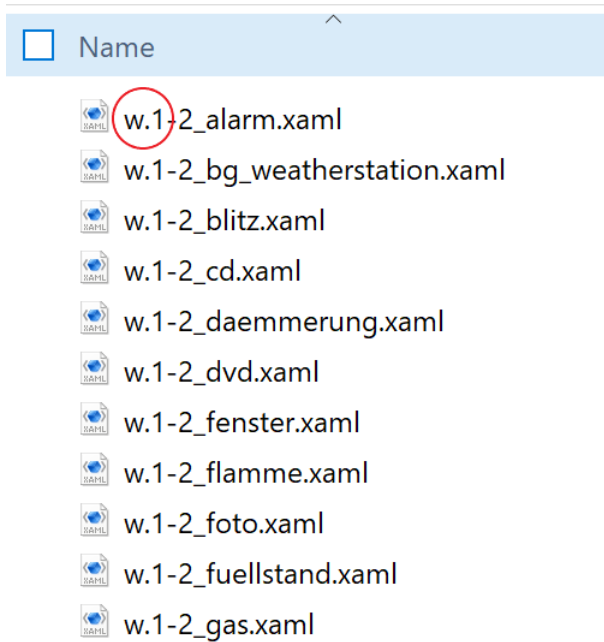 Name
w.1-2_alarm.xaml
w.1-2_bg_weatherstation.xaml
w.1-2_blitz.xaml
w.1-2_cd.xaml
w.1-2_daemmerung.xaml
w.1-2_dvd.xaml
w.1-2_fenster.xaml
w.1-2_flamme.xaml
w.1-2_foto.xaml
w.1-2_fuellstand.xaml
w.1-2_gas.xaml